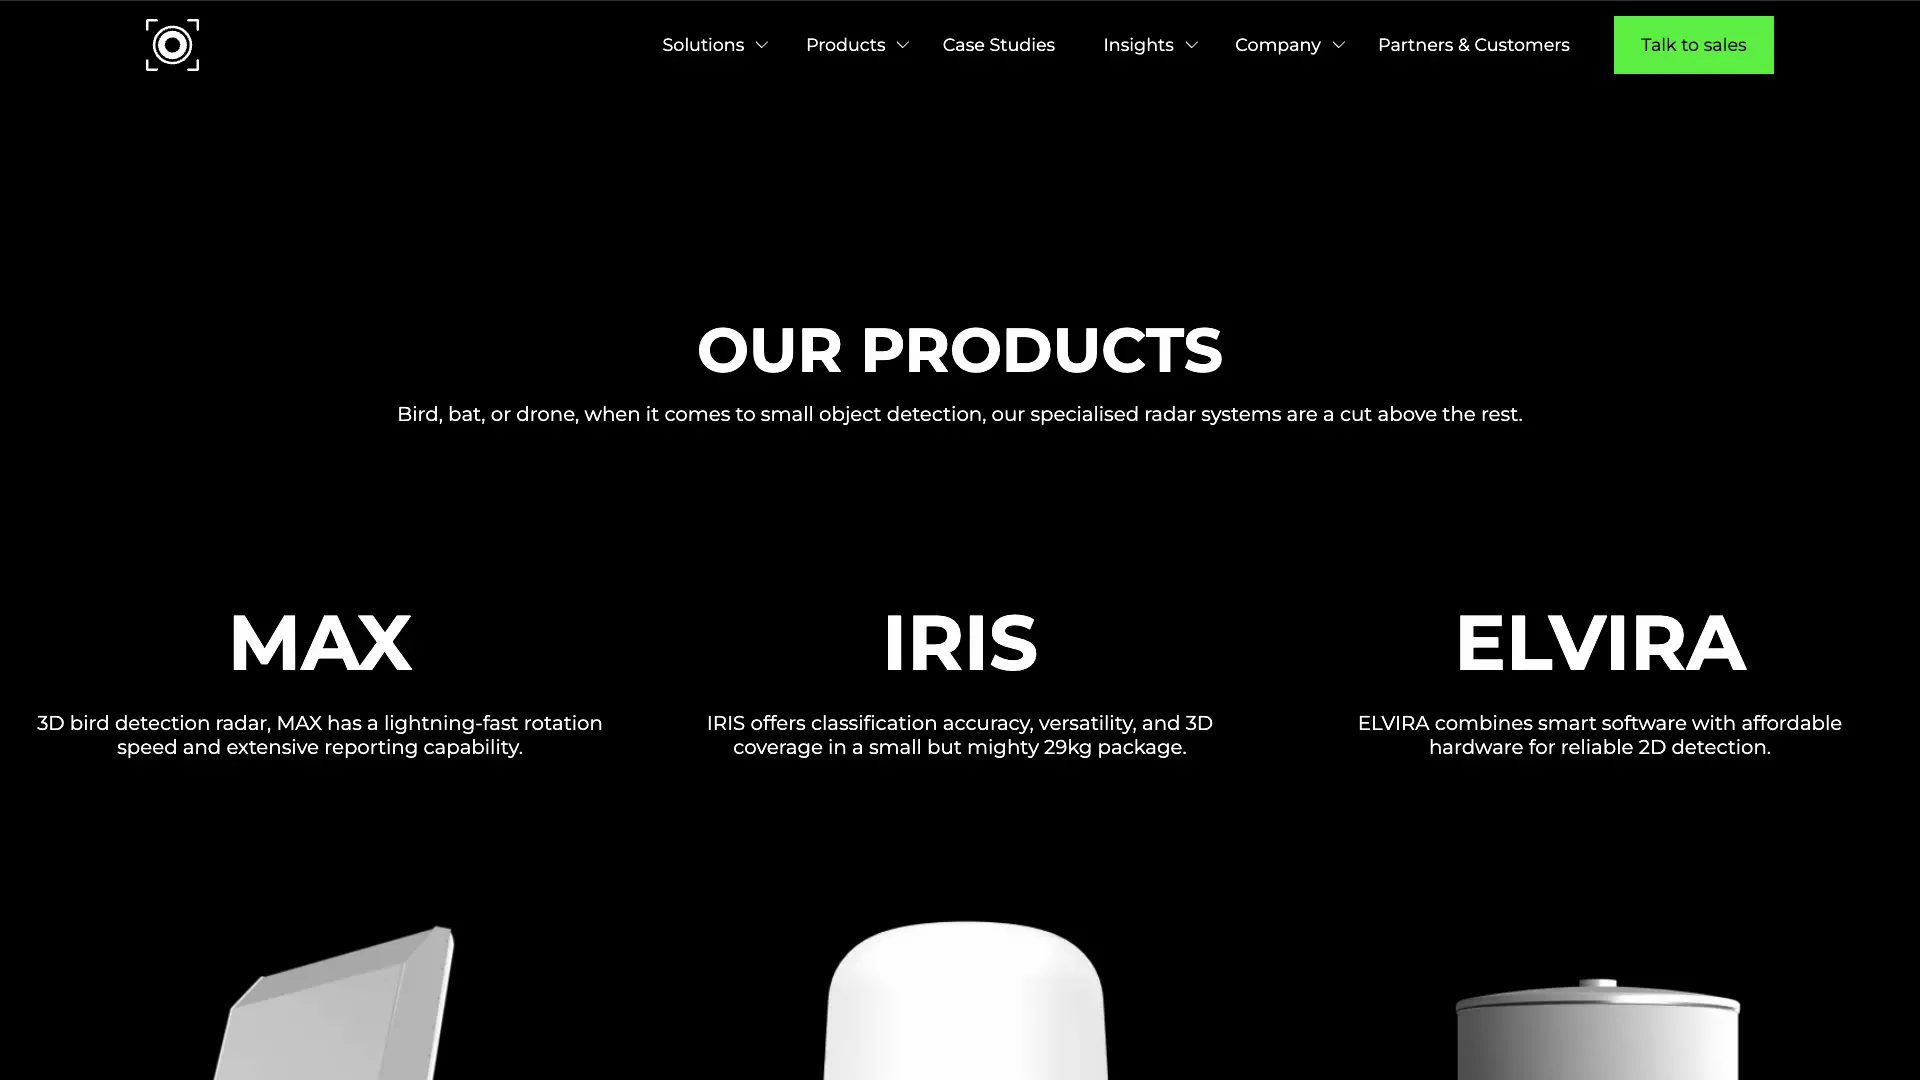 Solutions
Products
Case Studies
Insights
Company
Partners & Customers
Talk to sales
OUR PRODUCTS
Bird, bat, or drone, when it comes to small object detection, our specialised radar systems are a cut above the rest.
MAX
3D bird detection radar, MAX has a lightning-fast rotation
speed and extensive reporting capability.
IRIS
IRIS offers classification accuracy, versatility, and 3D
coverage in a small but mighty 29kg package.
ELVIRA
ELVIRA combines smart software with affordable
hardware for reliable 2D detection.